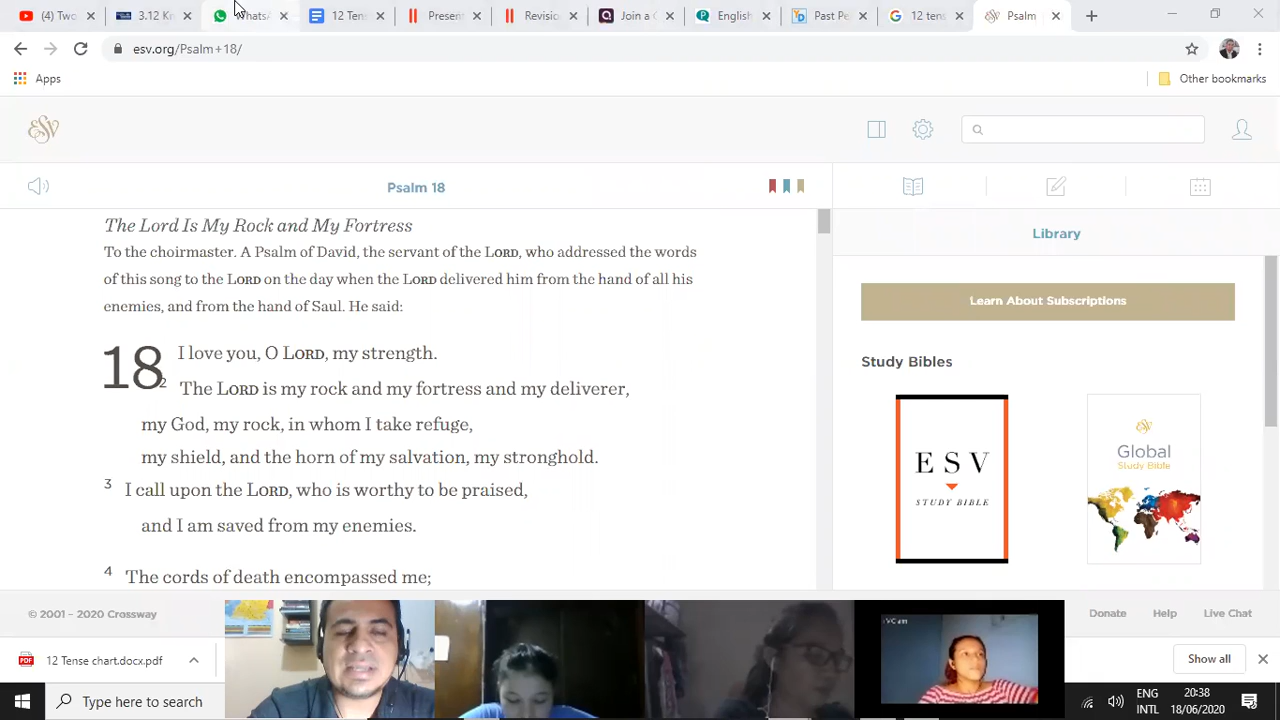 (4) Two
3.12 Kn
WhatsA
12 Tens
Presen
Revisio
Join a C
English
Past Pe
12 tens
Psalm
esv.org/Psalm+18/
Apps
Other bookmarks
ESV
Psalm 18
The Lord Is My Rock and My Fortress
To the choirmaster. A Psalm of David, the servant of the LORD, who addressed the words
of this song to the LORD on the day when the LORD delivered him from the hand of all his
enemies, and from the hand of Saul. He said:
18 I love you, O LORD, my strength.
2 The LORD is my rock and my fortress and my deliverer,
my God, my rock, in whom I take refuge,
my shield, and the horn of my salvation, my stronghold.
3 I call upon the LORD, who is worthy to be praised,
and I am saved from my enemies.
4 The cords of death encompassed me;
Library
Learn About Subscriptions
Study Bibles
ESV
STUDY BIBLE
Global
Study Bible
© 2001 – 2020 Crossway
Donate
Help
Live Chat
PDF
12 Tense chart.docx.pdf
Show all
Type here to search
ENG
INTL
20:38
18/06/2020